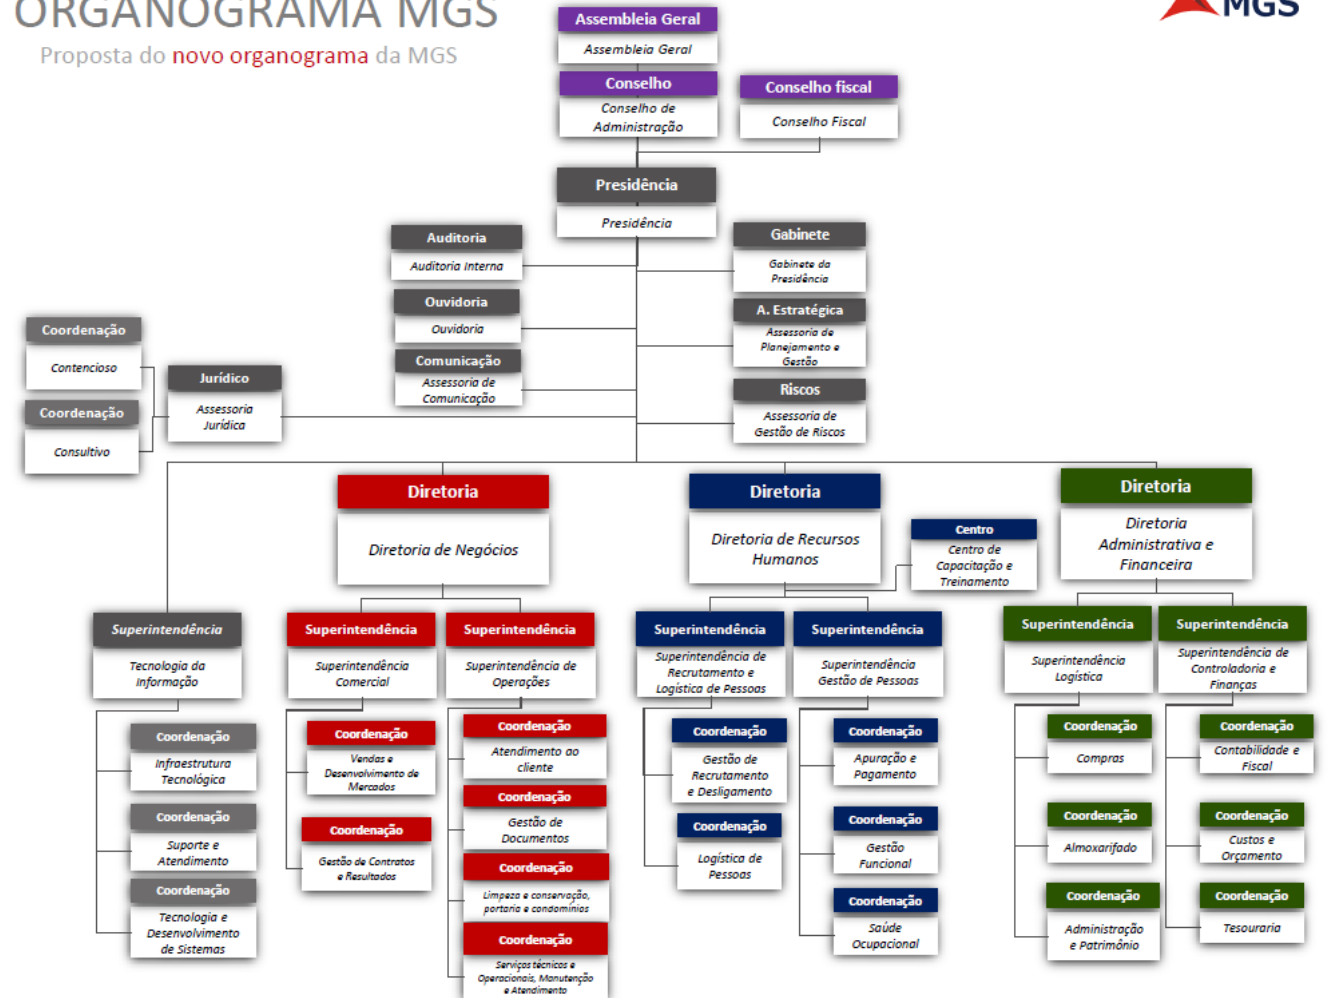 ORGANOGRAMA MGS
Proposta do novo organograma da MGS
MGS
Assembleia Geral
Assembleia Geral
Conselho
Conselho de
Administração
Conselho fiscal
Conselho Fiscal
Presidência
Presidência
Auditoria
Auditoria Interna
Gabinete
Gabinete da
Presidência
Ouvidoria
Ouvidoria
A. Estratégica
Assessoria de
Planejamento e
Gestão
Comunicação
Assessoria de
Comunicação
Riscos
Assessoria de
Gestão de Riscos
Coordenação
Contencioso
Jurídico
Assessoria
Jurídica
Coordenação
Consultivo
Diretoria
Diretoria de Negócios
Diretoria
Diretoria de Recursos
Humanos
Centro
Centro de
Capacitação e
Treinamento
Diretoria
Diretoria
Administrativa e
Financeira
Superintendência
Tecnologia da
Informação
Coordenação
Infraestrutura
Tecnológica
Coordenação
Suporte e
Atendimento
Coordenação
Tecnologia e
Desenvolvimento
de Sistemas
Superintendência
Superintendência
Comercial
Coordenação
Vendas e
Desenvolvimento de
Mercados
Coordenação
Gestão de Contratos
e Resultados
Superintendência
Superintendência de
Operações
Coordenação
Atendimento ao
cliente
Coordenação
Gestão de
Documentos
Coordenação
Limpeza e conservação,
portaria e condomínios
Coordenação
Serviços técnicos e
Operacionais, Manutenção
e Atendimento
Superintendência
Superintendência de
Recrutamento e
Logística de Pessoas
Coordenação
Gestão de
Recrutamento
e Desligamento
Coordenação
Logística de
Pessoas
Superintendência
Superintendência
Gestão de Pessoas
Coordenação
Apuração e
Pagamento
Coordenação
Gestão
Funcional
Coordenação
Saúde
Ocupacional
Superintendência
Superintendência
Logística
Coordenação
Compras
Coordenação
Almoxarifado
Coordenação
Administração
e Patrimônio
Superintendência
Superintendência de
Controladoria e
Finanças
Coordenação
Contabilidade e
Fiscal
Coordenação
Custos e
Orçamento
Coordenação
Tesouraria